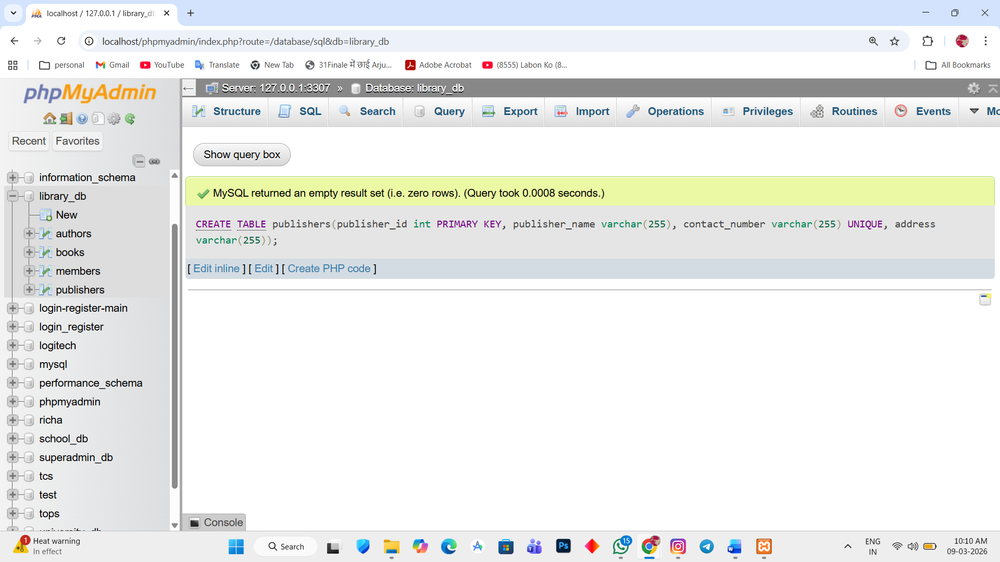 localhost / 127.0.0.1 / library_db
localhost/phpmyadmin/index.php?route=/database/sql&db=library_db
personal Gmail YouTube Translate New Tab 31Finale में छाई Arju... Adobe Acrobat (8555) Labon Ko (8... All Bookmarks
phpMyAdmin
Server: 127.0.0.1:3307 » Database: library_db
Structure SQL Search Query Export Import Operations Privileges Routines Events Mo
Recent Favorites
Show query box
information_schema
library_db
New
authors
books
members
publishers
login-register-main
login_register
logitech
mysql
performance_schema
phpmyadmin
richa
school_db
superadmin_db
tcs
test
tops
MySQL returned an empty result set (i.e. zero rows). (Query took 0.0008 seconds.)
CREATE TABLE publishers(publisher_id int PRIMARY KEY, publisher_name varchar(255), contact_number varchar(255) UNIQUE, address
varchar(255));
[ Edit inline ] [ Edit ] [ Create PHP code ]
Console
1
Heat warning
In effect
Search
Ps
15
ENG
IN
10:10 AM
09-03-2026